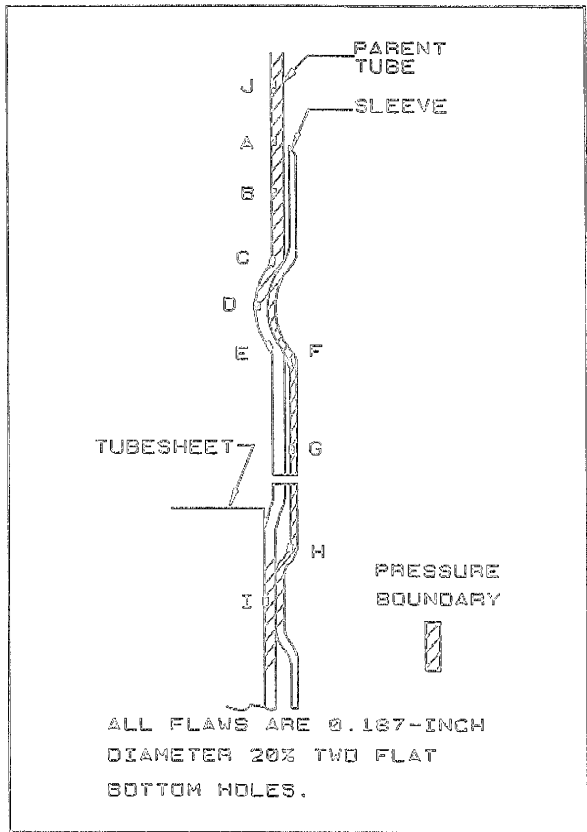 PARENT
TUBE
J
SLEEVE
A
B
C
D
E
F
TUBESHEET
G
H
PRESSURE
BOUNDARY
I
ALL FLAWS ARE 0.187-INCH
DIAMETER 20% TWO FLAT
BOTTOM HOLES.